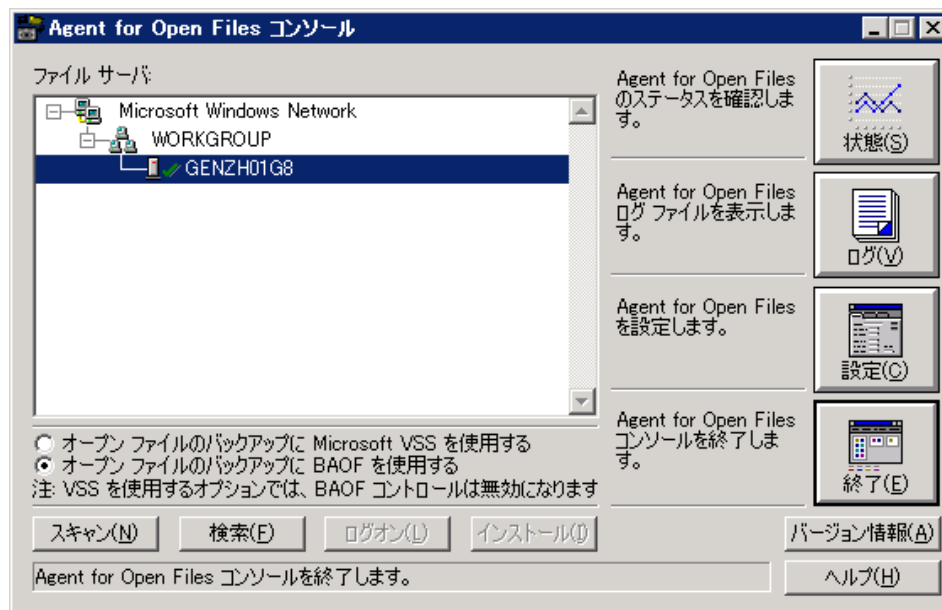 Agent for Open Files コンソール
ファイル サーバ:
Microsoft Windows Network
WORKGROUP
GENZH01G8
Agent for Open Files
のステータスを確認しま
す。
状態(S)
Agent for Open Files
ログ ファイルを表示しま
す。
ログ(V)
Agent for Open Files
を設定します。
設定(C)
Agent for Open Files
コンソールを終了しま
す。
終了(E)
オープン ファイルのバックアップに Microsoft VSS を使用する
オープン ファイルのバックアップに BAOF を使用する
注: VSS を使用するオプションでは、BAOF コントロールは無効になります
スキャン(N)
検索(F)
ログオン(L)
インストール(I)
バージョン情報(A)
Agent for Open Files コンソールを終了します。
ヘルプ(H)